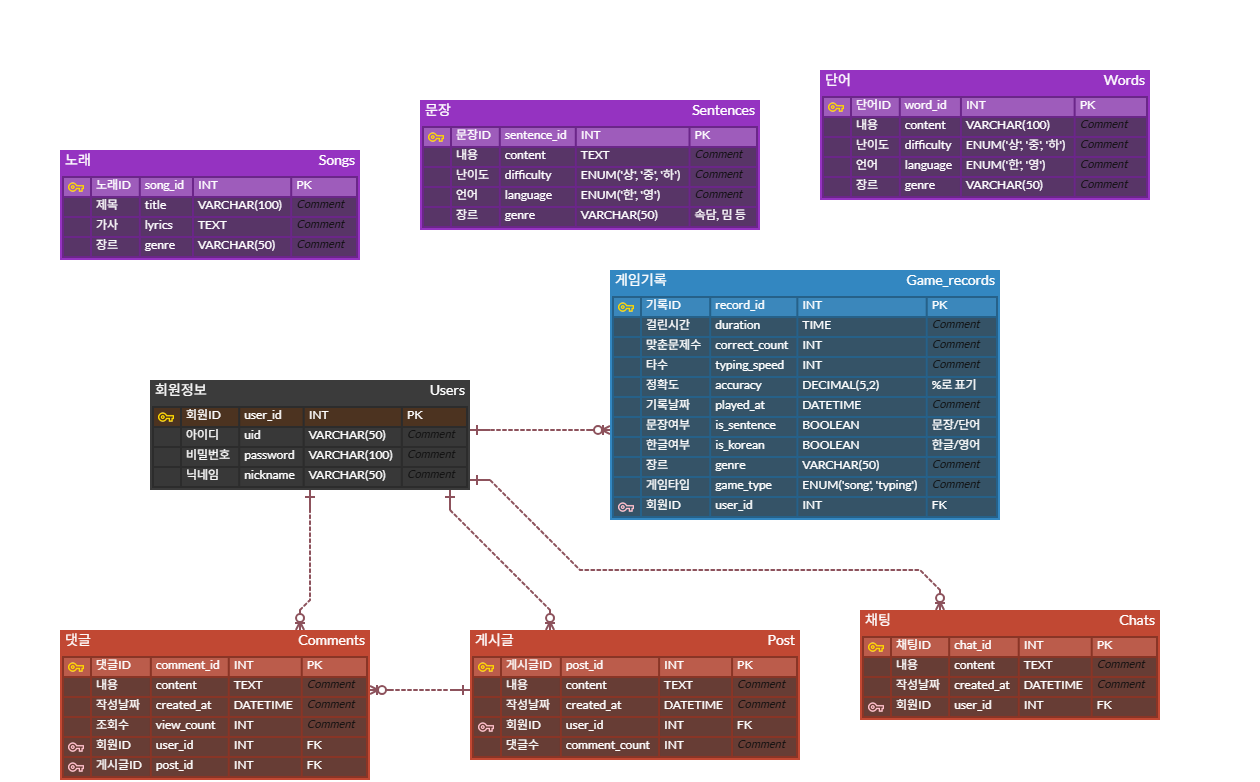 단어 Words
단어ID word_id INT PK
내용 content VARCHAR(100) Comment
난이도 difficulty ENUM('상', '중', '하') Comment
언어 language ENUM('한', '영') Comment
장르 genre VARCHAR(50) Comment
문장 Sentences
문장ID sentence_id INT PK
내용 content TEXT Comment
난이도 difficulty ENUM('상', '중', '하') Comment
언어 language ENUM('한', '영') Comment
장르 genre VARCHAR(50) 속담, 밈 등
노래 Songs
노래ID song_id INT PK
제목 title VARCHAR(100) Comment
가사 lyrics TEXT Comment
장르 genre VARCHAR(50) Comment
게임기록 Game_records
기록ID record_id INT PK
걸린시간 duration TIME Comment
맞춘문제수 correct_count INT Comment
타수 typing_speed INT Comment
정확도 accuracy DECIMAL(5,2) %로 표기
기록날짜 played_at DATETIME Comment
문장여부 is_sentence BOOLEAN 문장/단어
한글여부 is_korean BOOLEAN 한글/영어
장르 genre VARCHAR(50) Comment
게임타입 game_type ENUM('song', 'typing') Comment
회원ID user_id INT FK
회원정보 Users
회원ID user_id INT PK
아이디 uid VARCHAR(50) Comment
비밀번호 password VARCHAR(100) Comment
닉네임 nickname VARCHAR(50) Comment
댓글 Comments
댓글ID comment_id INT PK
내용 content TEXT Comment
작성날짜 created_at DATETIME Comment
조회수 view_count INT Comment
회원ID user_id INT FK
게시글ID post_id INT FK
게시글 Post
게시글ID post_id INT PK
내용 content TEXT Comment
작성날짜 created_at DATETIME Comment
회원ID user_id INT FK
댓글수 comment_count INT Comment
채팅 Chats
채팅ID chat_id INT PK
내용 content TEXT Comment
작성날짜 created_at DATETIME Comment
회원ID user_id INT FK